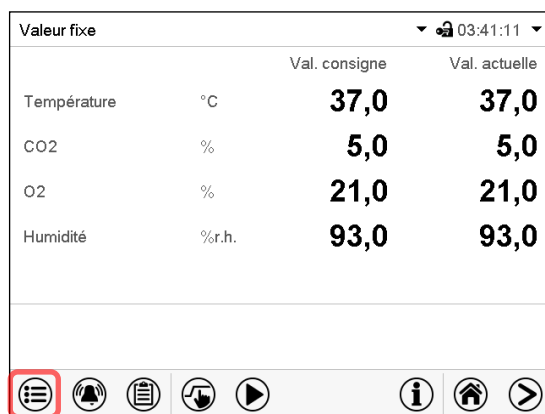 Valeur fixe 03:41:11
Val. consigne Val. actuelle
Température °C 37,0 37,0
CO2 % 5,0 5,0
O2 % 21,0 21,0
Humidité %r.h. 93,0 93,0